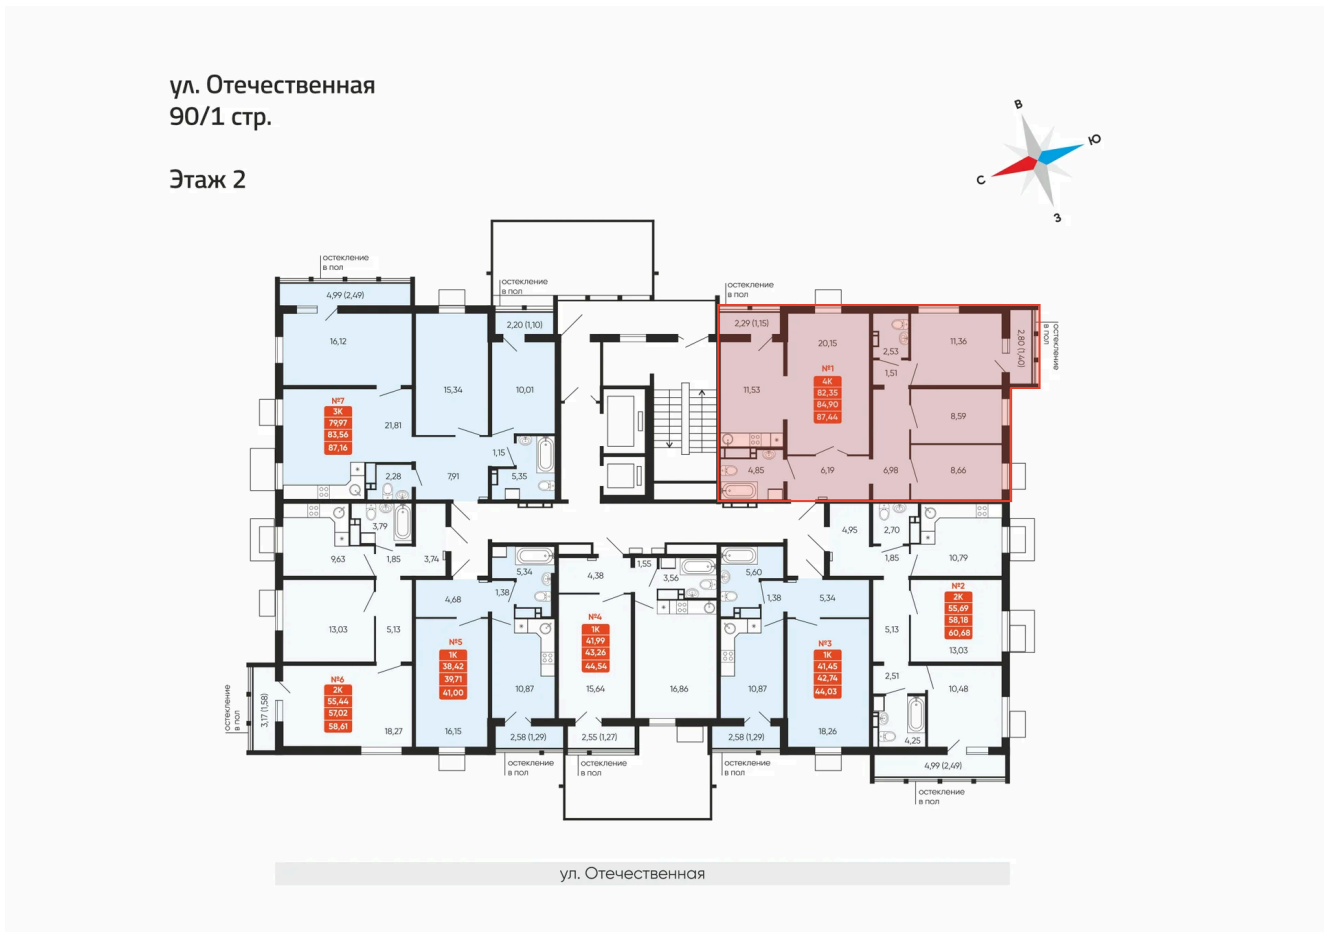 ул. Отечественная
90/1 стр.
Этаж 2
В
Ю
С
З
остекление
в пол
4,99 (2,49)
16,12
15,34
остекление
в пол
2,20 (1,10)
10,01
№7
3К
79,97
83,56
87,16
21,81
2,28
7,91
1,15
5,35
остекление
в пол
2,29 (1,15)
11,53
20,15
№1
4К
82,35
84,90
87,44
2,53
1,51
11,36
2,80 (1,40)
остекление
в пол
8,59
8,66
4,85
6,19
6,98
9,63
3,79
1,85
3,74
13,03
5,13
№6
2К
55,44
57,02
58,61
18,27
3,17 (1,58)
остекление
в пол
4,68
5,34
1,38
№5
1К
38,42
39,71
41,00
16,15
10,87
2,58 (1,29)
остекление
в пол
4,38
1,55
3,56
№4
1К
41,99
43,26
44,54
15,64
16,86
2,55 (1,27)
остекление
в пол
5,60
1,38
5,34
№3
1К
41,45
42,74
44,03
10,87
18,26
2,58 (1,29)
остекление
в пол
4,95
2,70
1,85
10,79
№2
2К
55,69
58,18
60,68
13,03
5,13
2,51
10,48
4,25
4,99 (2,49)
остекление
в пол
ул. Отечественная